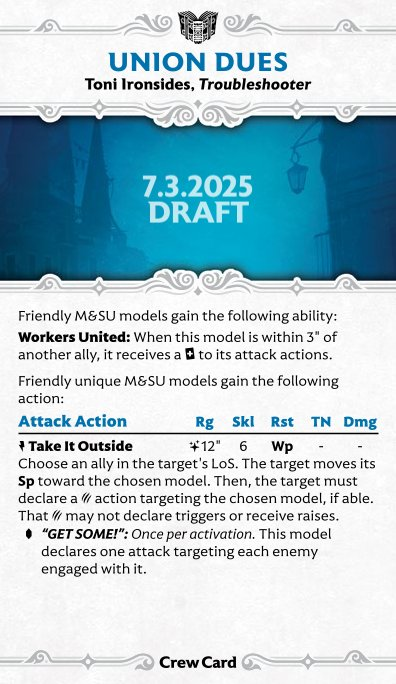 UNION DUES
Toni Ironsides, Troubleshooter
7.3.2025
DRAFT
Friendly M&SU models gain the following ability:
Workers United: When this model is within 3" of
another ally, it receives a to its attack actions.
Friendly unique M&SU models gain the following
action:
Attack Action Rg Skl Rst TN Dmg
Take It Outside 12" 6 Wp - -
Choose an ally in the target's LoS. The target moves its
Sp toward the chosen model. Then, the target must
declare a action targeting the chosen model, if able.
That may not declare triggers or receive raises.
"GET SOME!": Once per activation. This model
declares one attack targeting each enemy
engaged with it.
Crew Card